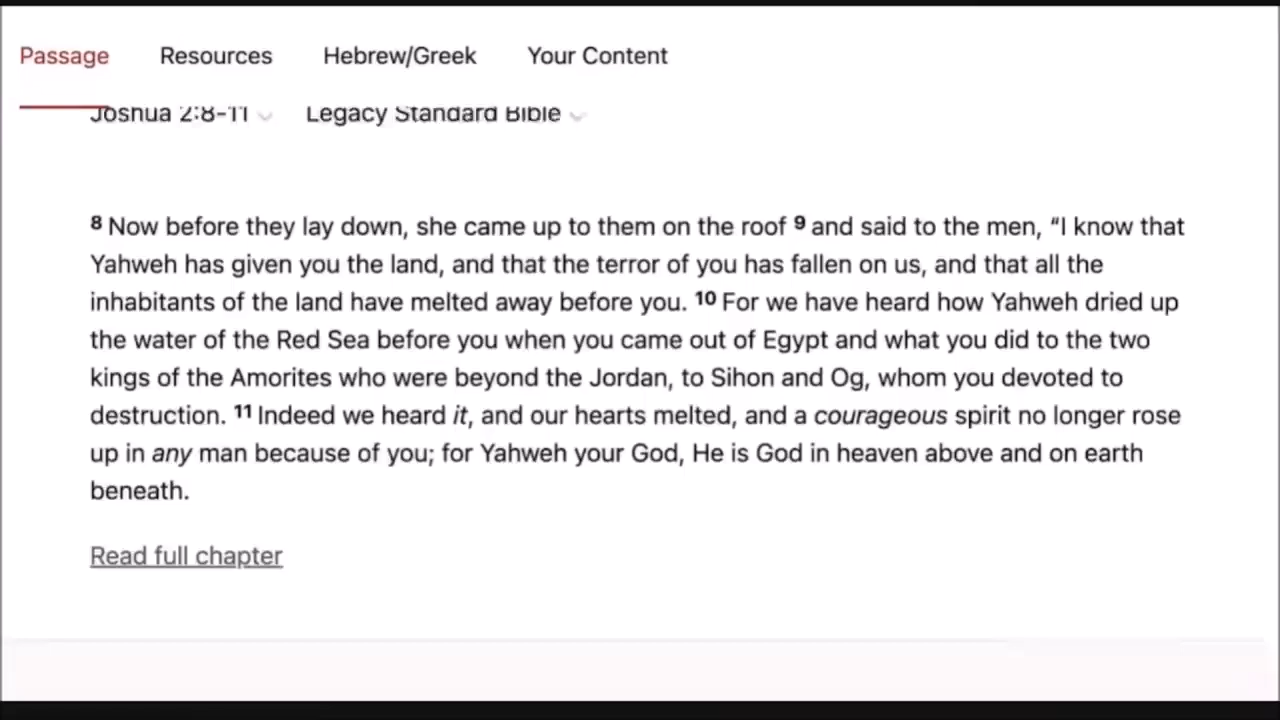 Passage Resources Hebrew/Greek Your Content
Joshua 2:8-11 Legacy Standard Bible
8 Now before they lay down, she came up to them on the roof 9 and said to the men, “I know that
Yahweh has given you the land, and that the terror of you has fallen on us, and that all the
inhabitants of the land have melted away before you. 10 For we have heard how Yahweh dried up
the water of the Red Sea before you when you came out of Egypt and what you did to the two
kings of the Amorites who were beyond the Jordan, to Sihon and Og, whom you devoted to
destruction. 11 Indeed we heard it, and our hearts melted, and a courageous spirit no longer rose
up in any man because of you; for Yahweh your God, He is God in heaven above and on earth
beneath.
Read full chapter